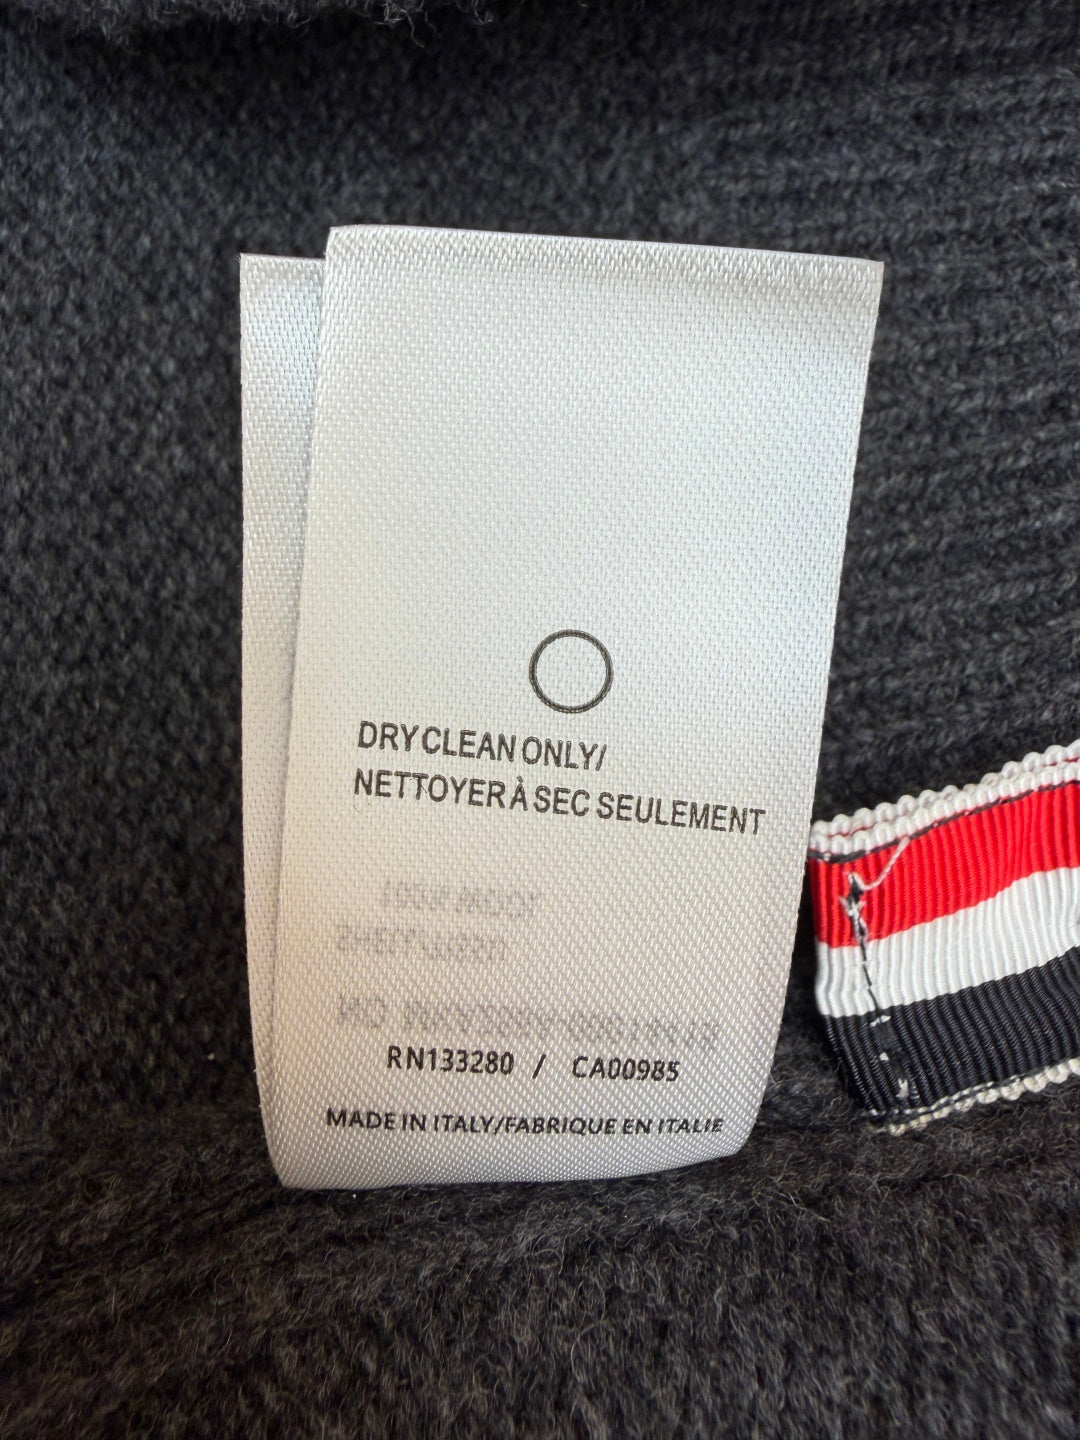 DRY CLEAN ONLY/
NETTOYER À SEC SEULEMENT
RN133280 / CA00985
MADE IN ITALY/FABRIQUE EN ITALIE